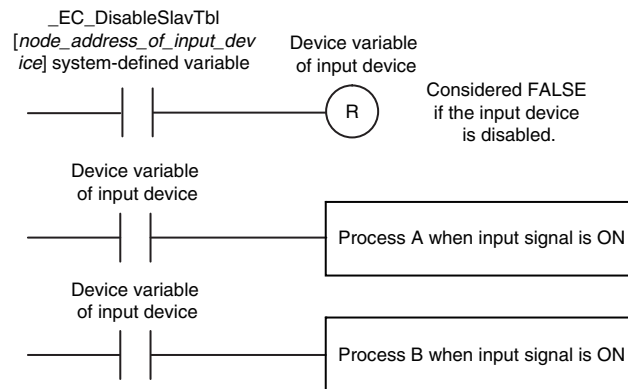 _EC_DisableSlavTbl
[node_address_of_input_dev
ice] system-defined variable
Device variable
of input device
R
Considered FALSE
if the input device
is disabled.
Device variable
of input device
Process A when input signal is ON
Device variable
of input device
Process B when input signal is ON